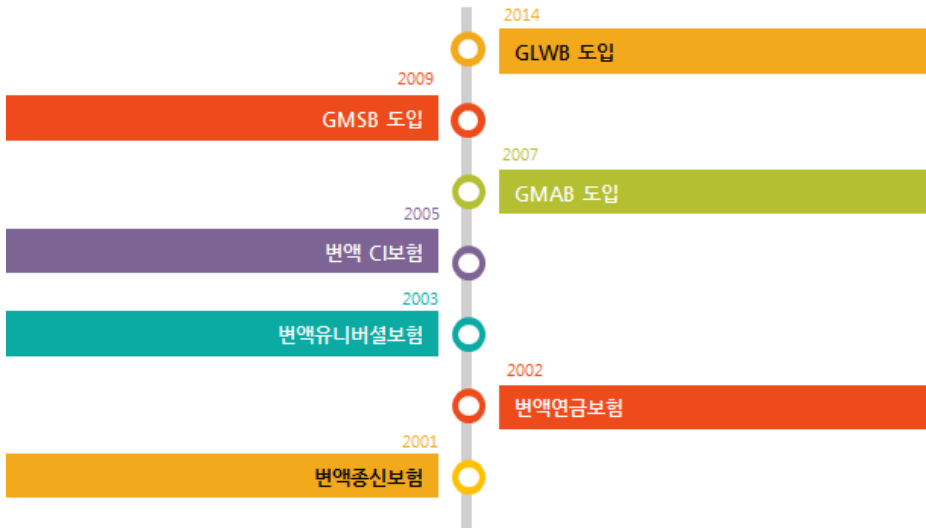 2014
GLWB 도입
2009
GMSB 도입
2007
GMAB 도입
2005
변액 CI보험
2003
변액유니버셜보험
2002
변액연금보험
2001
변액종신보험